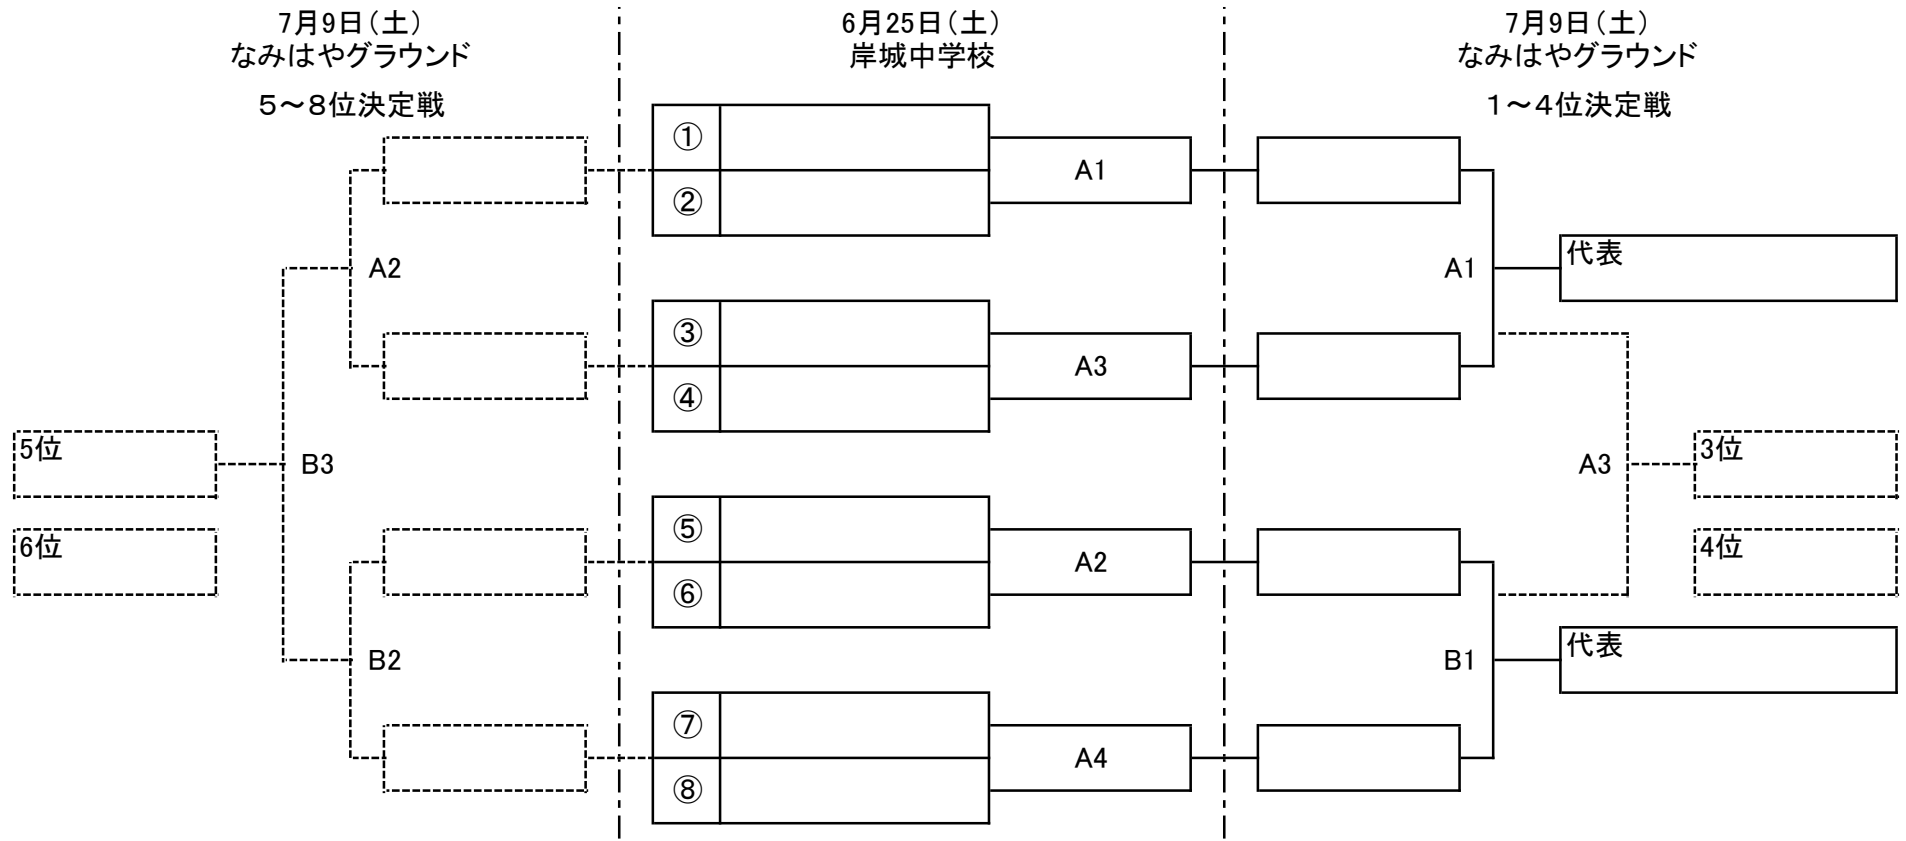 7月9日（土）
なみはやグラウンド
５～８位決定戦
6月25日（土）
岸城中学校
7月9日（土）
なみはやグラウンド
１～４位決定戦
①
②
A1
A2
③
④
A3
A1
代表
5位
B3
6位
⑤
⑥
A2
A3
3位
4位
B2
⑦
⑧
A4
B1
代表